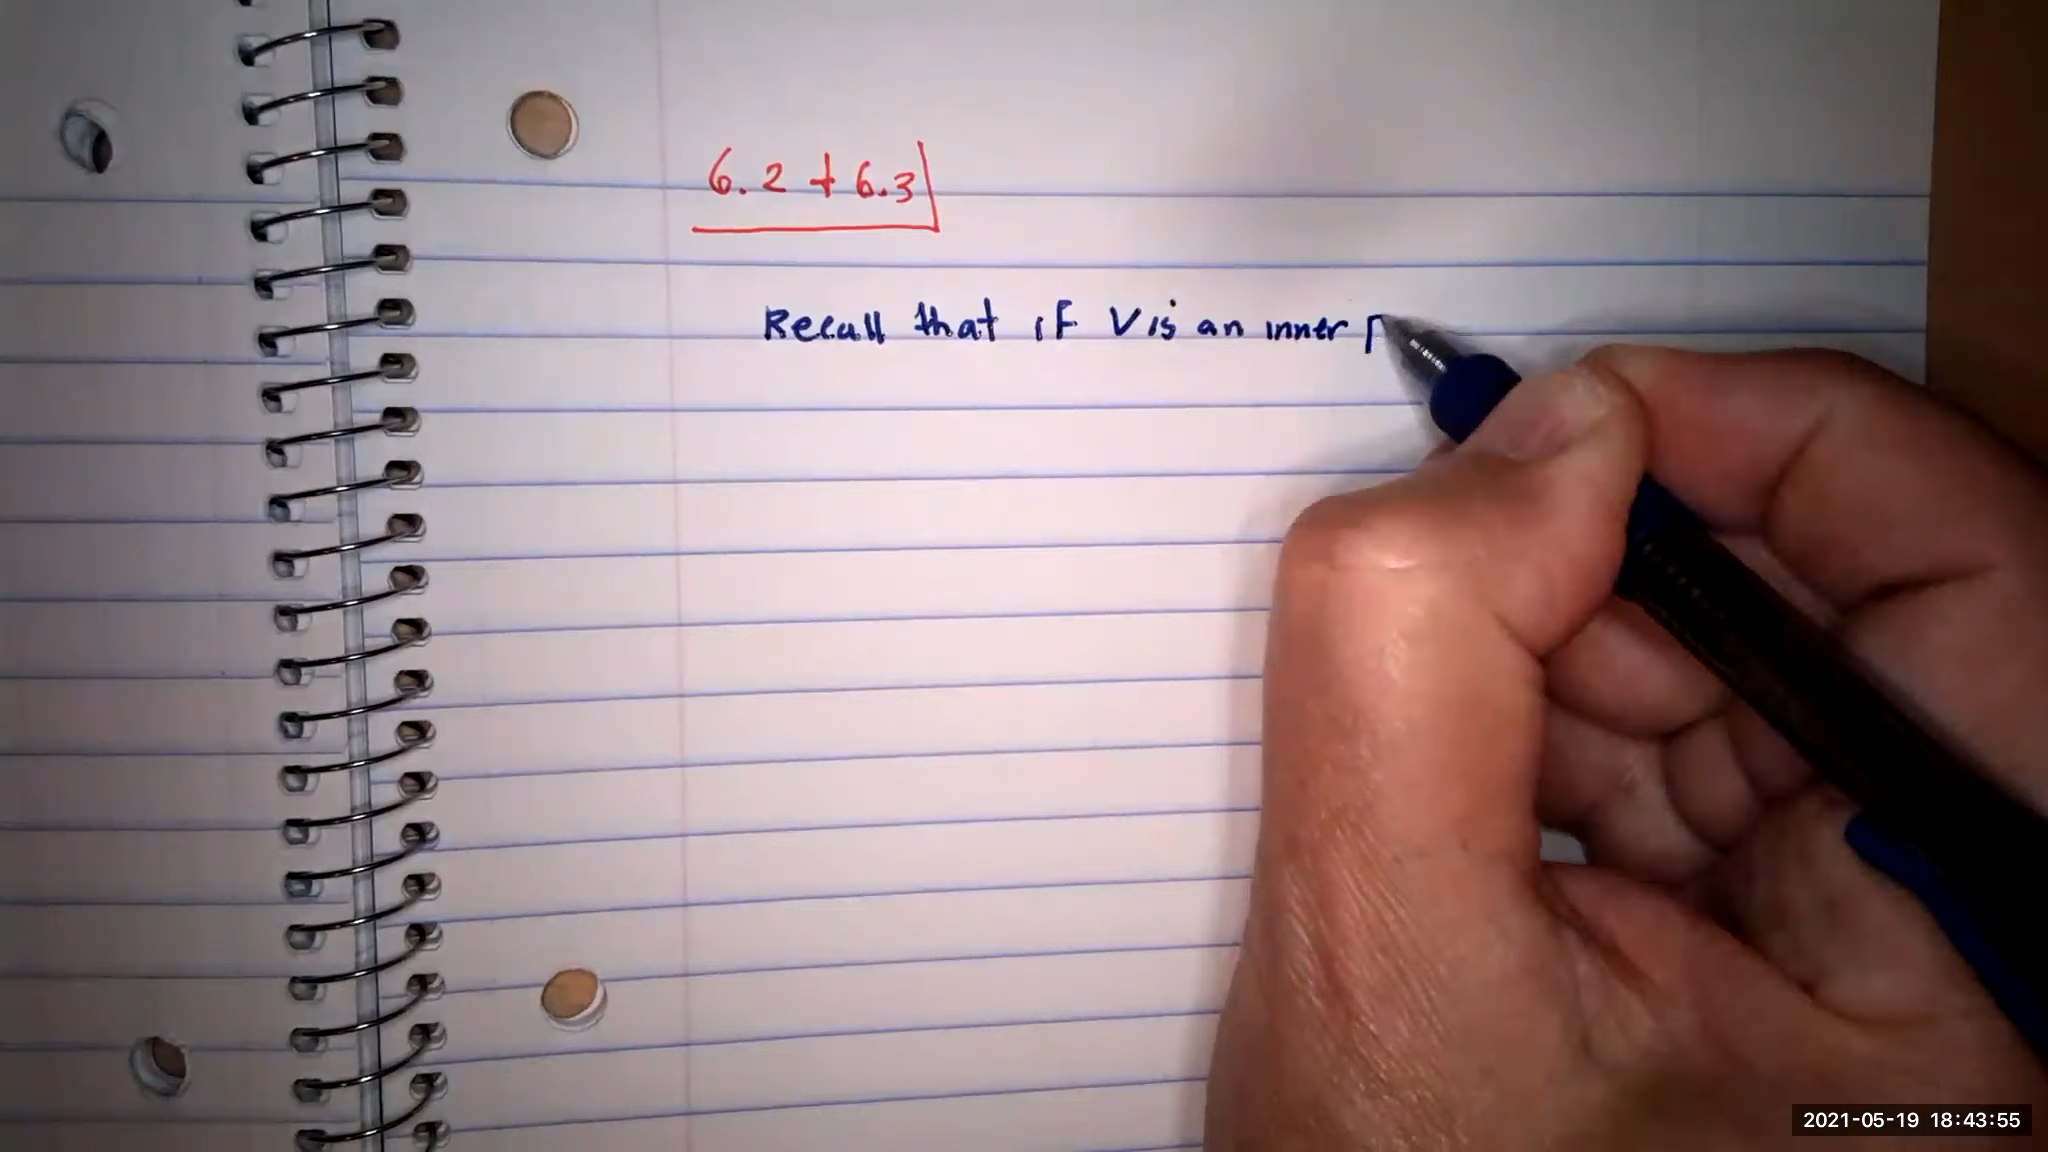 6.2 + 6.3
Recall that if V is an inner
2021-05-19 18:43:55